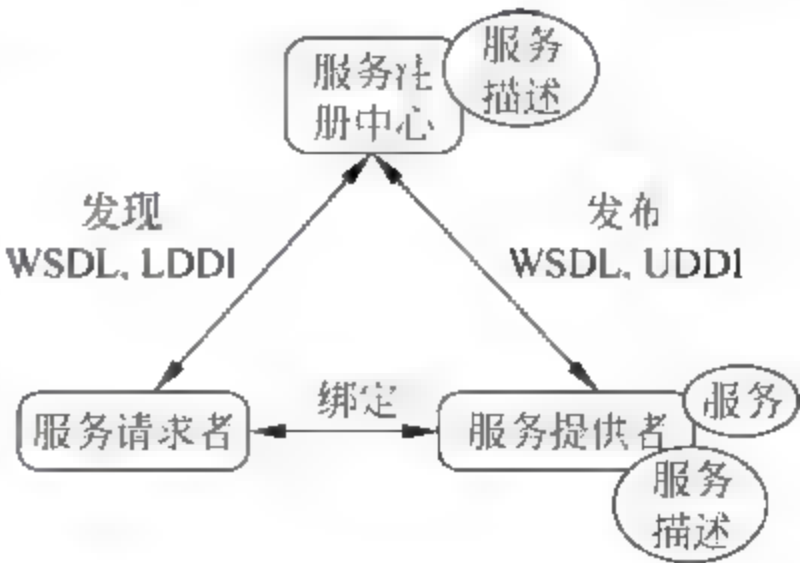 服务注
册中心
服务
描述
发现
WSDL, LDDI
发布
WSDL, UDDI
服务请求者
绑定
服务提供者
服务
服务
描述